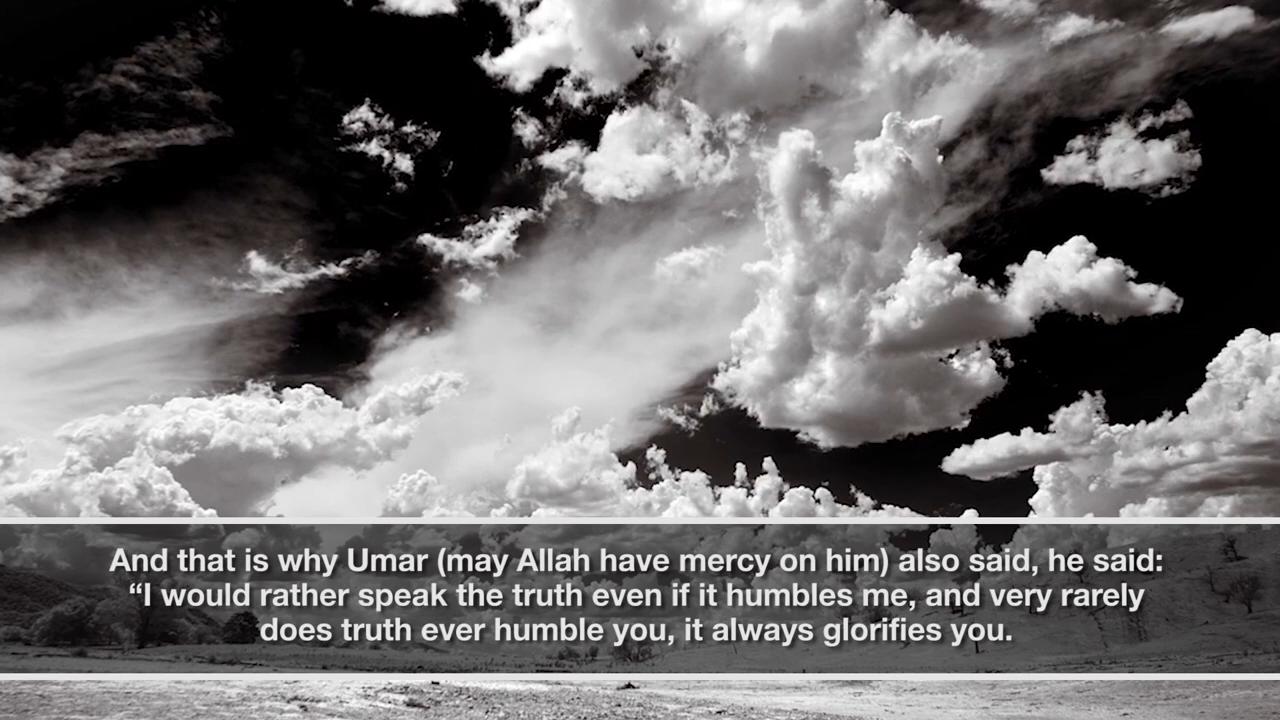 And that is why Umar (may Allah have mercy on him) also said, he said:
“I would rather speak the truth even if it humbles me, and very rarely
does truth ever humble you, it always glorifies you.